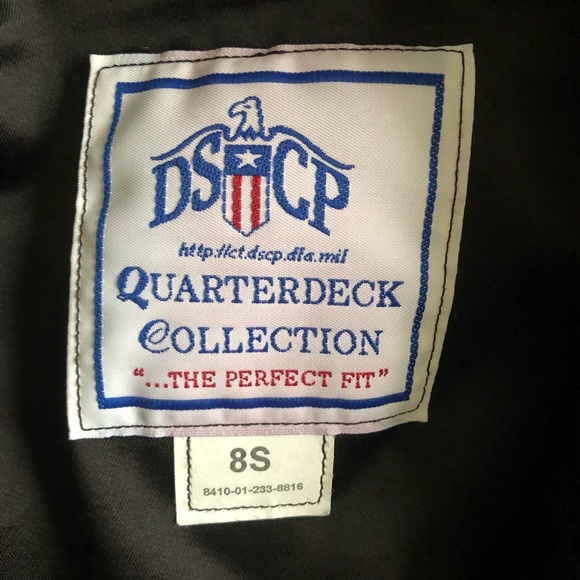 DSCP
http://ct.dscp.dla.mil
QUARTERDECK
COLLECTION
"...THE PERFECT FIT"
8S
8410-01-233-8816